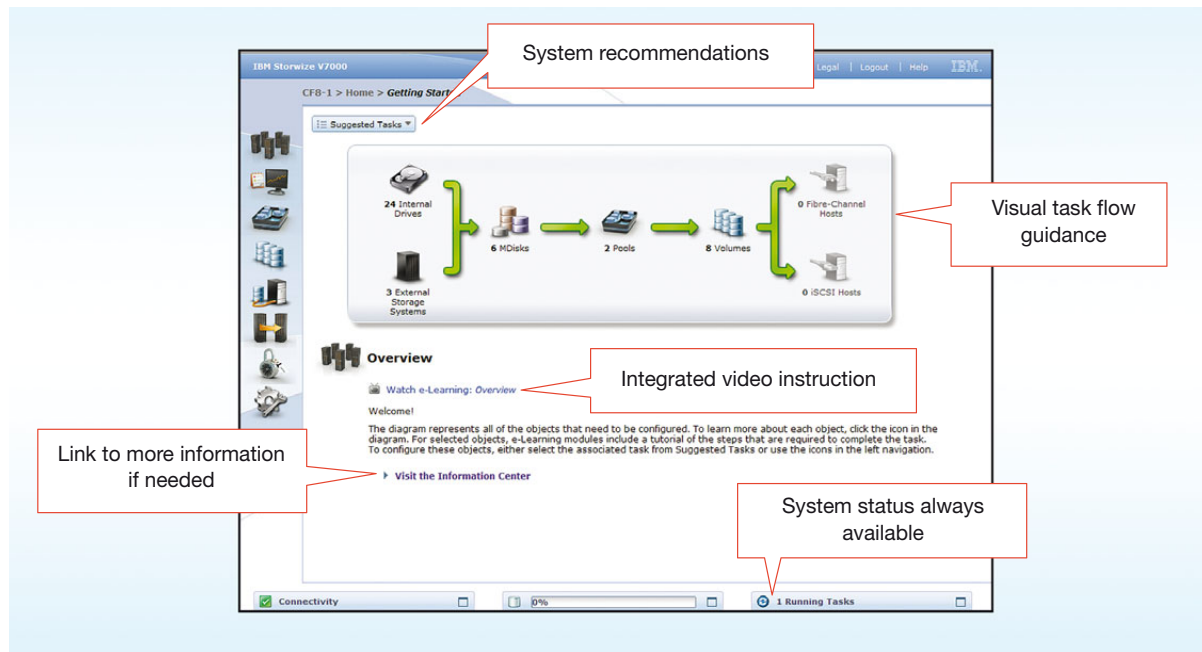 System recommendations
IBM Storwize V7000
Legal | Logout | Help
IBM.
CF8-1 > Home > Getting Star
Suggested Tasks
24 Internal
Drives
3 External
Storage
Systems
6 MDisks
2 Pools
8 Volumes
0 Fibre-Channel
Hosts
0 iSCSI Hosts
Visual task flow
guidance
Overview
Watch e-Learning: Overview
Integrated video instruction
Welcome!
The diagram represents all of the objects that need to be configured. To learn
more about each object, click the icon in the
diagram. For selected objects, e-Learning modules include a tutorial of the steps that are required to complete the task.
To configure these objects, either select the associated task from Suggested Tasks or use the icons in the left navigation.
Link to more information
if needed
Visit the Information Center
System status always
available
Connectivity
0%
1 Running Tasks